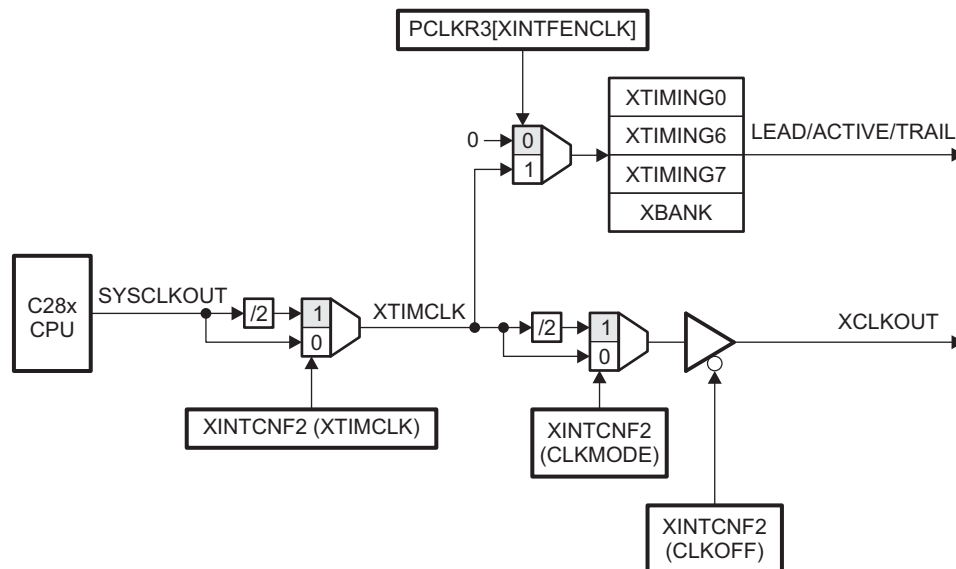 PCLKR3[XINTFENCLK]
0
0
1
XTIMING0
XTIMING6
XTIMING7
XBANK
LEAD/ACTIVE/TRAIL
C28x
CPU
SYSCLKOUT
/2
1
0
XTIMCLK
/2
1
0
XCLKOUT
XINTCNF2 (XTIMCLK)
XINTCNF2
(CLKMODE)
XINTCNF2
(CLKOFF)